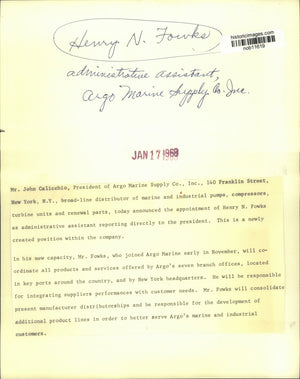 historicimages.com
noб11619
Henry N. Fowks
administrative assistant,
Argo Marine Supply Co. Inc.
JAN 17 1968
Mr. John Calicchio, President of Argo Marine Supply Co., Inc., 140 Franklin Street,
New York, N.Y., broad-line distributor of marine and industrial pumps, compressors,
turbine units and renewal parts, today announced the appointment of Henry N. Fowks
as administrative assistant reporting directly to the president. This is a newly
created position within the company.
In his new capacity, Mr. Fowks, who joined Argo Marine early in November, will co-
ordinate all products and services offered by Argo's seven branch offices, located
in key ports around the country, and by New York headquarters. He will be responsible
for integrating suppliers performances with customer needs. Mr. Fowks will consolidate
present manufacturer distributorships and be responsible for the development of
additional product lines in order to better serve Argo's marine and industrial
customers.